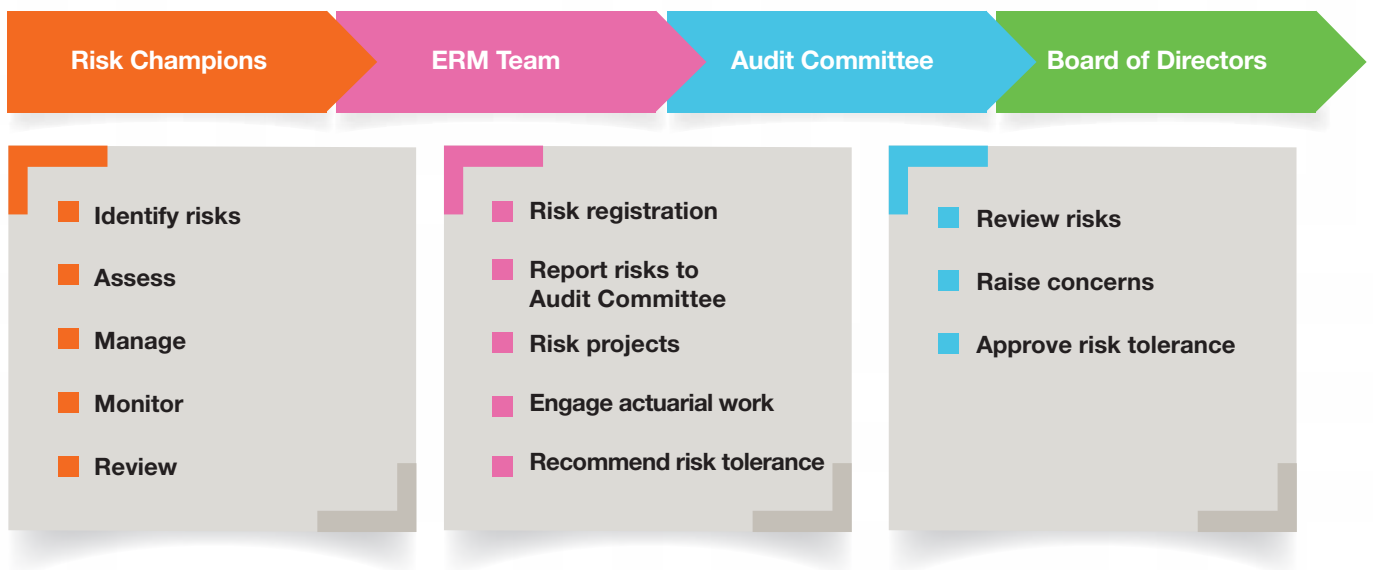 Risk Champions
ERM Team
Audit Committee
Board of Directors
Identify risks
Assess
Manage
Monitor
Review
Risk registration
Report risks to
Audit Committee
Risk projects
Engage actuarial work
Recommend risk tolerance
Review risks
Raise concerns
Approve risk tolerance